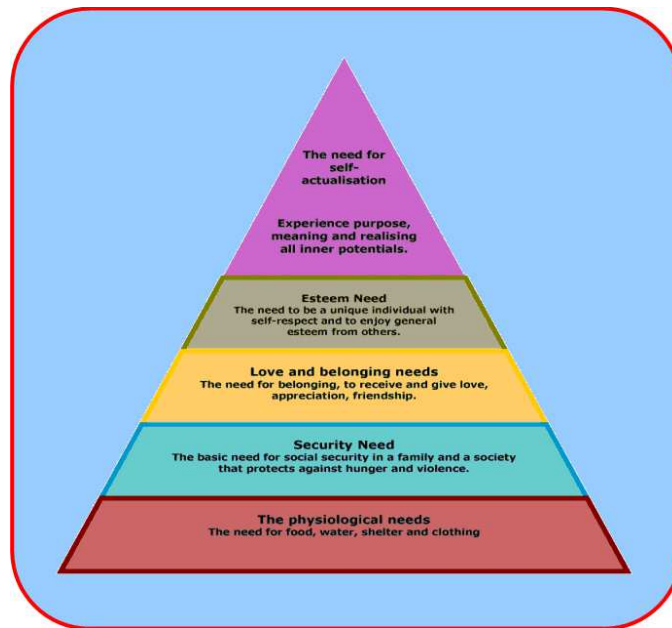 The need for
self-
actualisation
Experience purpose,
meaning and realising
all inner potentials.
Esteem Need
The need to be a unique individual with
self-respect and to enjoy general
esteem from others.
Love and belonging needs
The need for belonging, to receive and give love,
appreciation, friendship.
Security Need
The basic need for social security in a family and a society
that protects against hunger and violence.
The physiological needs
The need for food, water, shelter and clothing